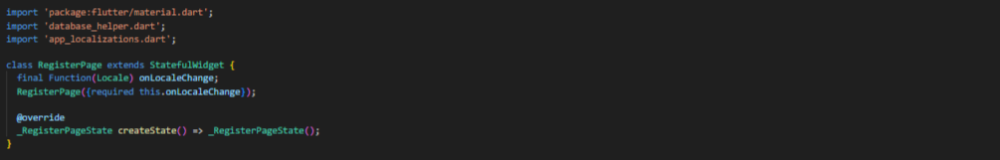 import 'package:flutter/material.dart';
import 'database_helper.dart';
import 'app_localizations.dart';
class RegisterPage extends StatefulWidget {
final Function(Locale) onLocaleChange;
RegisterPage({required this.onLocaleChange});
@override
_RegisterPageState createState() => _RegisterPageState();
}